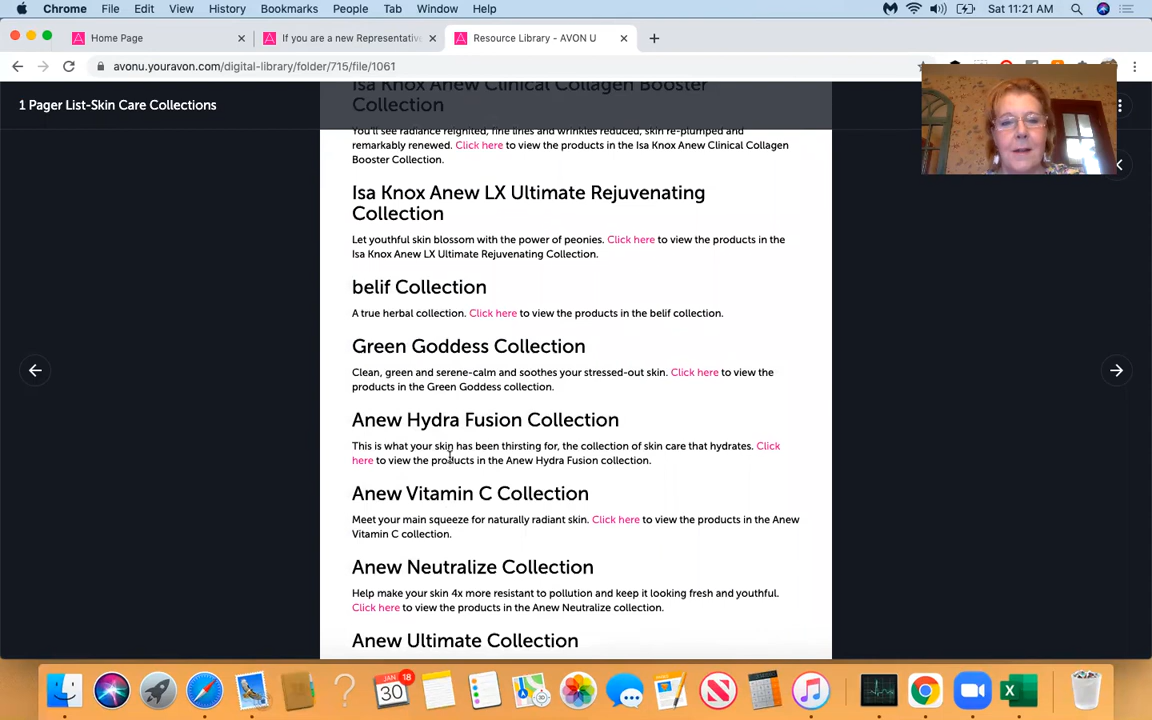 Chrome File Edit View History Bookmarks People Tab Window Help Sat 11:21 AM
Home Page If you are a new Representative Resource Library - AVON U
avonu.youravon.com/digital-library/folder/715/file/1061
1 Pager List-Skin Care Collections
Isa Knox Anew Clinical Collagen Booster
Collection
You'll see radiance reignited, fine lines and wrinkles reduced, skin re-plumped and
remarkably renewed. Click here to view the products in the Isa Knox Anew Clinical Collagen
Booster Collection.
Isa Knox Anew LX Ultimate Rejuvenating
Collection
Let youthful skin blossom with the power of peonies. Click here to view the products in the
Isa Knox Anew LX Ultimate Rejuvenating Collection.
belif Collection
A true herbal collection. Click here to view the products in the belif collection.
Green Goddess Collection
Clean, green and serene-calm and soothes your stressed-out skin. Click here to view the
products in the Green Goddess collection.
Anew Hydra Fusion Collection
This is what your skin has been thirsting for, the collection of skin care that hydrates. Click
here to view the products in the Anew Hydra Fusion collection.
Anew Vitamin C Collection
Meet your main squeeze for naturally radiant skin. Click here to view the products in the Anew
Vitamin C collection.
Anew Neutralize Collection
Help make your skin 4x more resistant to pollution and keep it looking fresh and youthful.
Click here to view the products in the Anew Neutralize collection.
Anew Ultimate Collection
JAN
30
18